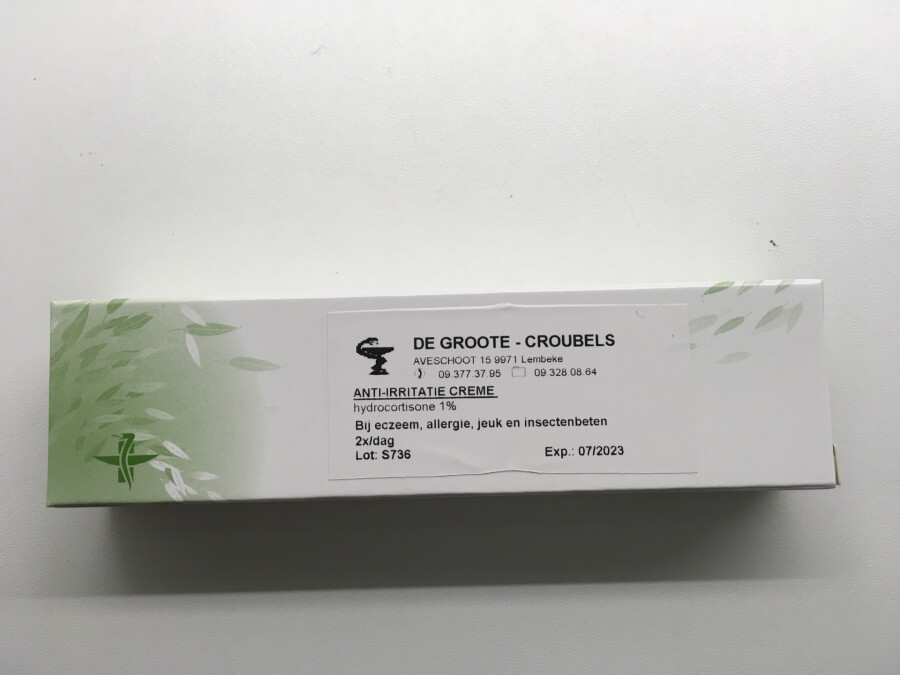 DE GROOTE - CROUBELS
AVESCHOOT 15 9971 Lembeke
09.377.37.95 09.328.08.64
ANTI-IRRITATIE CREME
hydrocortisone 1%
Bij eczeem, allergie, jeuk en insectenbeten
2x/dag
Lot: S736 Exp.: 07/2023